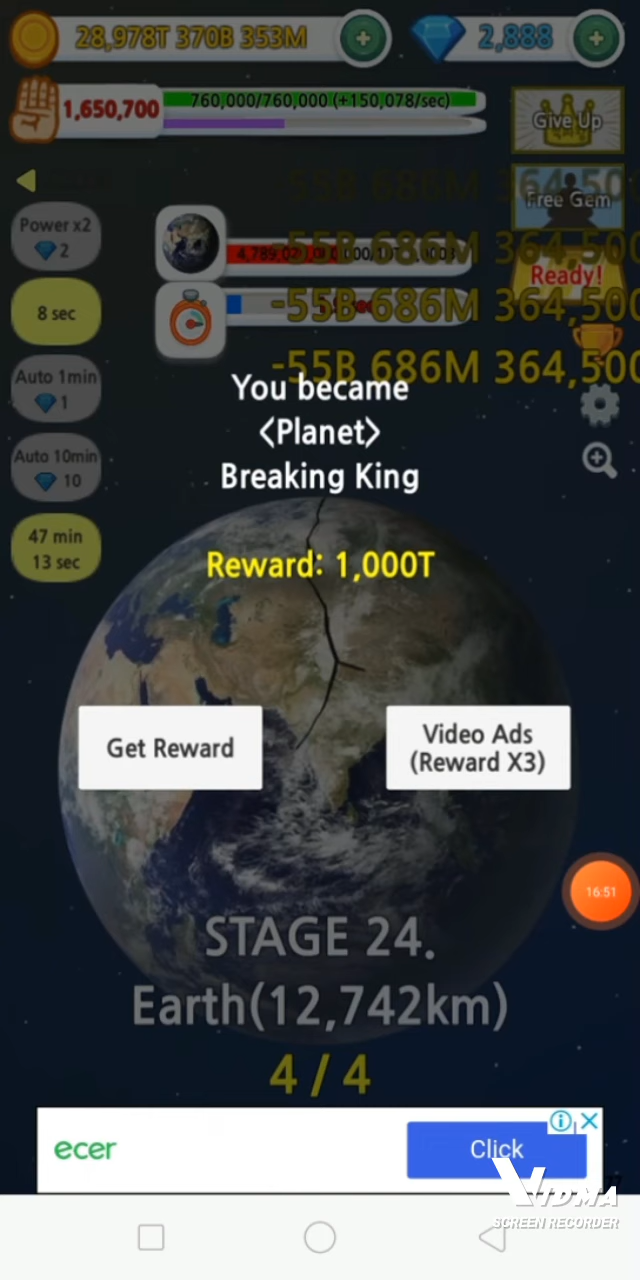 28,978T 370B 353M
2,888
1,650,700
760,000/760,000 (+150,078/sec)
Give Up
Power x2
2
Free Gem
-55B 686M 364,500
8 sec
Ready!
-55B 686M 364,500
Auto 1min
1
-55B 686M 364,500
You became
<Planet>
Breaking King
Auto 10min
10
47 min
13 sec
Reward: 1,000T
Get Reward
Video Ads
(Reward X3)
16:51
STAGE 24.
Earth(12,742km)
4 / 4
ecer
Click
VIDMA
SCREEN RECORDER